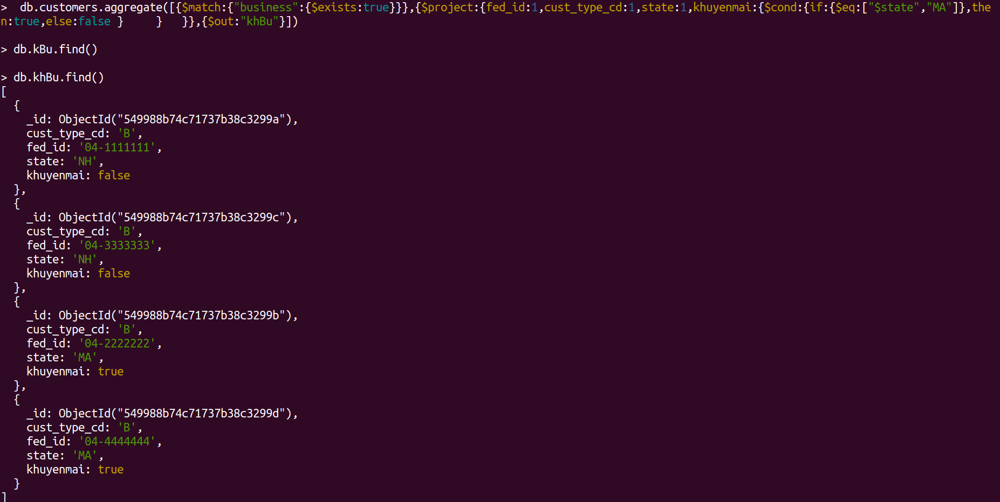 >  db.customers.aggregate([{$match:{"business":{$exists:true}}},{$project:{fed_id:1,cust_type_cd:1,state:1,khuyenmai:{$cond:{if:{$eq:["$state","MA"]},the
n:true,else:false }     }   }},{$out:"khBu"}])
> db.kBu.find()
> db.khBu.find()
[
  {
    _id: ObjectId("549988b74c71737b38c3299a"),
    cust_type_cd: 'B',
    fed_id: '04-1111111',
    state: 'NH',
    khuyenmai: false
  },
  {
    _id: ObjectId("549988b74c71737b38c3299c"),
    cust_type_cd: 'B',
    fed_id: '04-3333333',
    state: 'NH',
    khuyenmai: false
  },
  {
    _id: ObjectId("549988b74c71737b38c3299b"),
    cust_type_cd: 'B',
    fed_id: '04-2222222',
    state: 'MA',
    khuyenmai: true
  },
  {
    _id: ObjectId("549988b74c71737b38c3299d"),
    cust_type_cd: 'B',
    fed_id: '04-4444444',
    state: 'MA',
    khuyenmai: true
  }
]